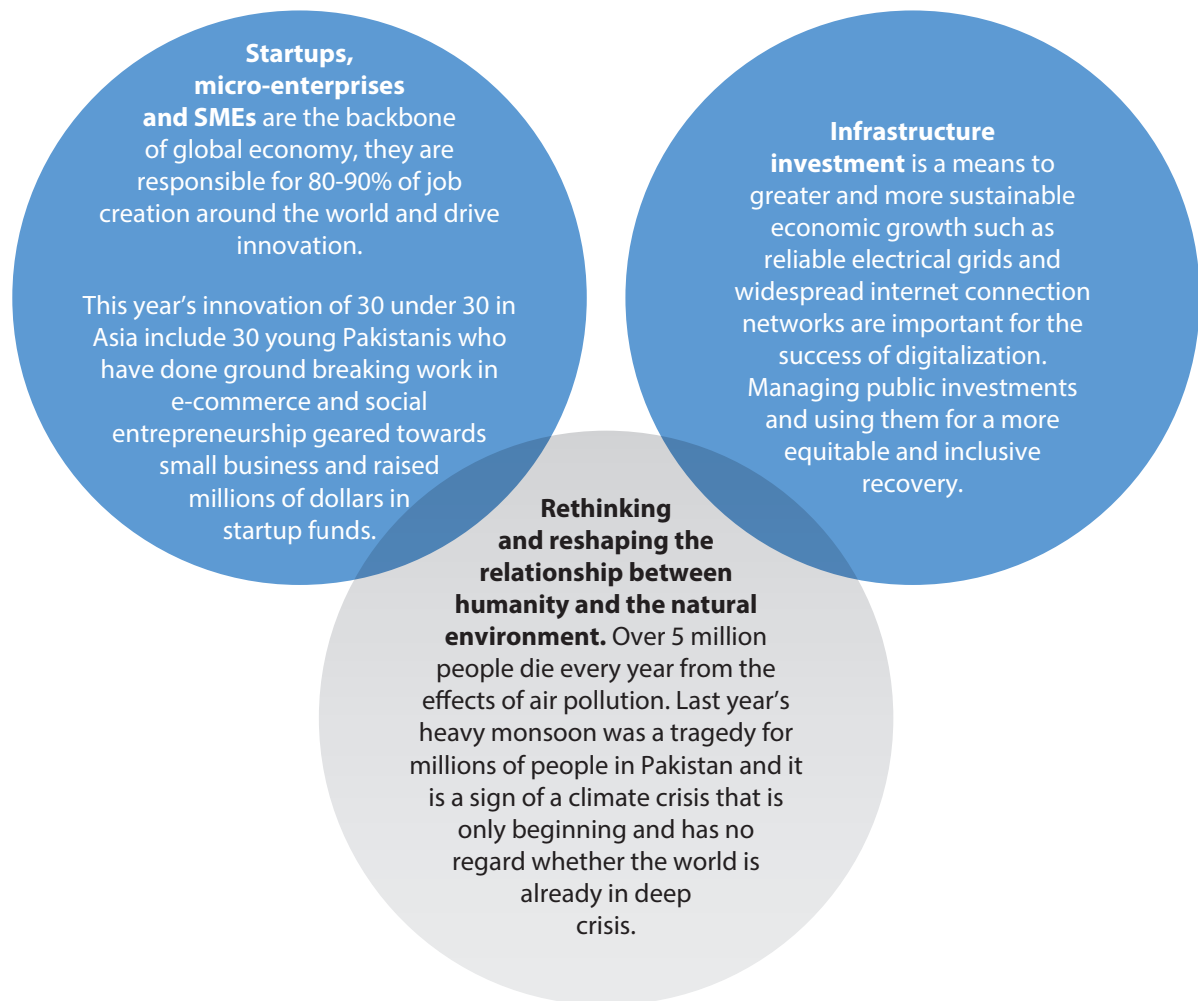 Startups,
micro-enterprises
and SMEs are the backbone
of global economy, they are
responsible for 80-90% of job
creation around the world and drive
innovation.
This year’s innovation of 30 under 30 in
Asia include 30 young Pakistanis who
have done ground breaking work in
e-commerce and social
entrepreneurship geared towards
small business and raised
millions of dollars in
startup funds.
Infrastructure
investment is a means to
greater and more sustainable
economic growth such as
reliable electrical grids and
widespread internet connection
networks are important for the
success of digitalization.
Managing public investments
and using them for a more
equitable and inclusive
recovery.
Rethinking
and reshaping the
relationship between
humanity and the natural
environment. Over 5 million
people die every year from the
effects of air pollution. Last year’s
heavy monsoon was a tragedy for
millions of people in Pakistan and it
is a sign of a climate crisis that is
only beginning and has no
regard whether the world is
already in deep
crisis.